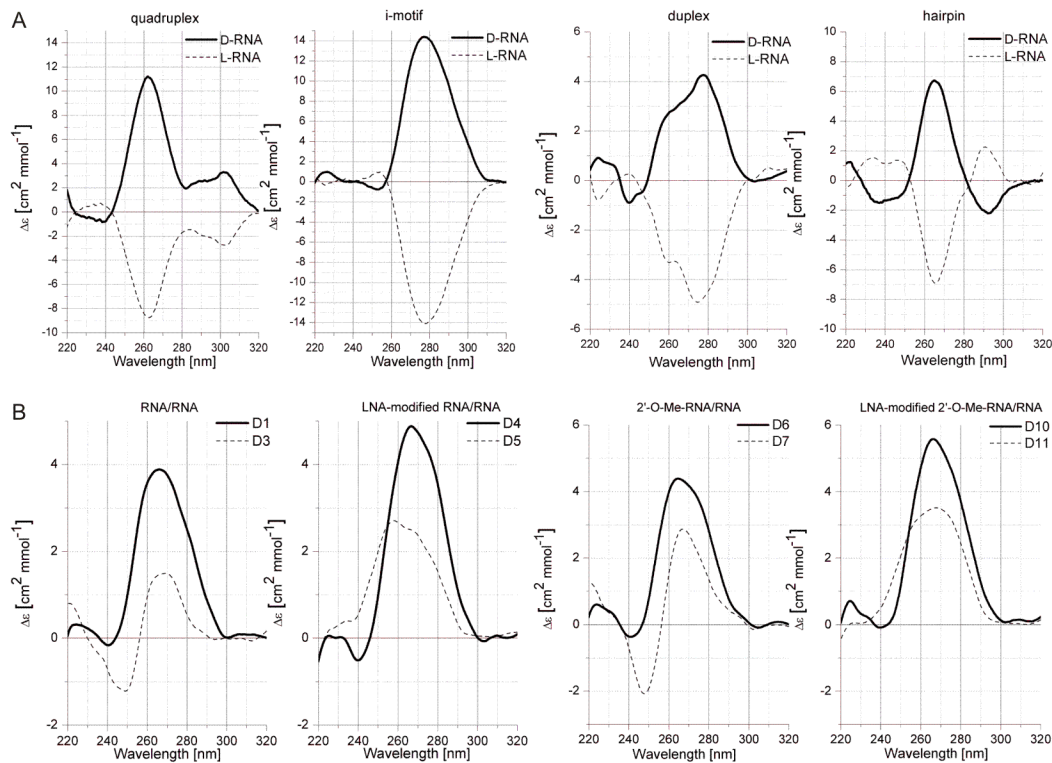 A
quadruplex
D-RNA
L-RNA
Δε [cm² mmol⁻¹]
15
14
12
10
8
6
4
2
0
-2
-4
-6
-8
-10
220 240 260 280 300 320
Wavelength [nm]
i-motif
D-RNA
L-RNA
Δε [cm² mmol⁻¹]
15
14
12
10
8
6
4
2
0
-2
-4
-6
-8
-10
-12
-14
220 240 260 280 300 320
Wavelength [nm]
duplex
D-RNA
L-RNA
Δε [cm² mmol⁻¹]
6
4
2
0
-2
-4
-6
220 240 260 280 300 320
Wavelength [nm]
hairpin
D-RNA
L-RNA
Δε [cm² mmol⁻¹]
10
8
6
4
2
0
-2
-4
-6
-8
-10
220 240 260 280 300 320
Wavelength [nm]
B
RNA/RNA
D1
D3
Δε [cm² mmol⁻¹]
4
2
0
-2
220 240 260 280 300 320
Wavelength [nm]
LNA-modified RNA/RNA
D4
D5
Δε [cm² mmol⁻¹]
4
2
0
-2
220 240 260 280 300 320
Wavelength [nm]
2'-O-Me-RNA/RNA
D6
D7
Δε [cm² mmol⁻¹]
6
4
2
0
-2
220 240 260 280 300 320
Wavelength [nm]
LNA-modified 2'-O-Me-RNA/RNA
D10
D11
Δε [cm² mmol⁻¹]
6
4
2
0
-2
220 240 260 280 300 320
Wavelength [nm]